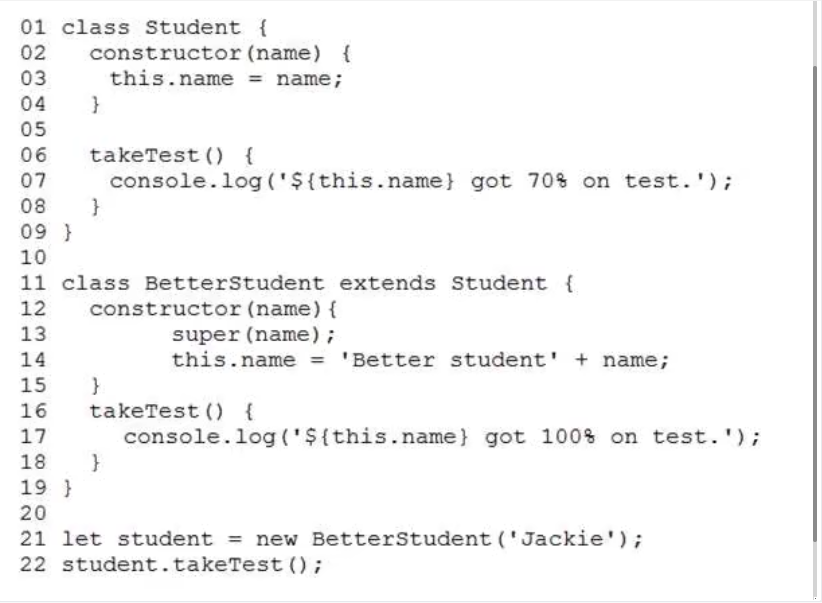 01 class Student {
02   constructor(name) {
03     this.name = name;
04   }
05
06   takeTest() {
07     console.log('${this.name} got 70% on test.');
08   }
09 }
10
11 class BetterStudent extends Student {
12   constructor(name){
13         super(name);
14         this.name = 'Better student' + name;
15   }
16   takeTest() {
17      console.log('${this.name} got 100% on test.');
18   }
19 }
20
21 let student = new BetterStudent('Jackie');
22 student.takeTest();